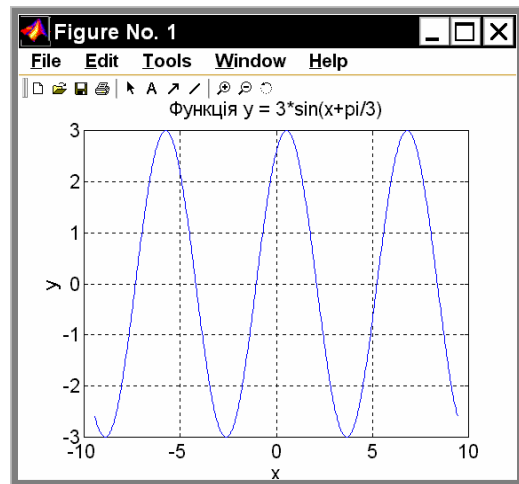 Figure No. 1
File Edit Tools Window Help
A
Функція y = 3*sin(x+pi/3)
3
2
1
0
-1
-2
-3
y
-10 -5 0 5 10
x